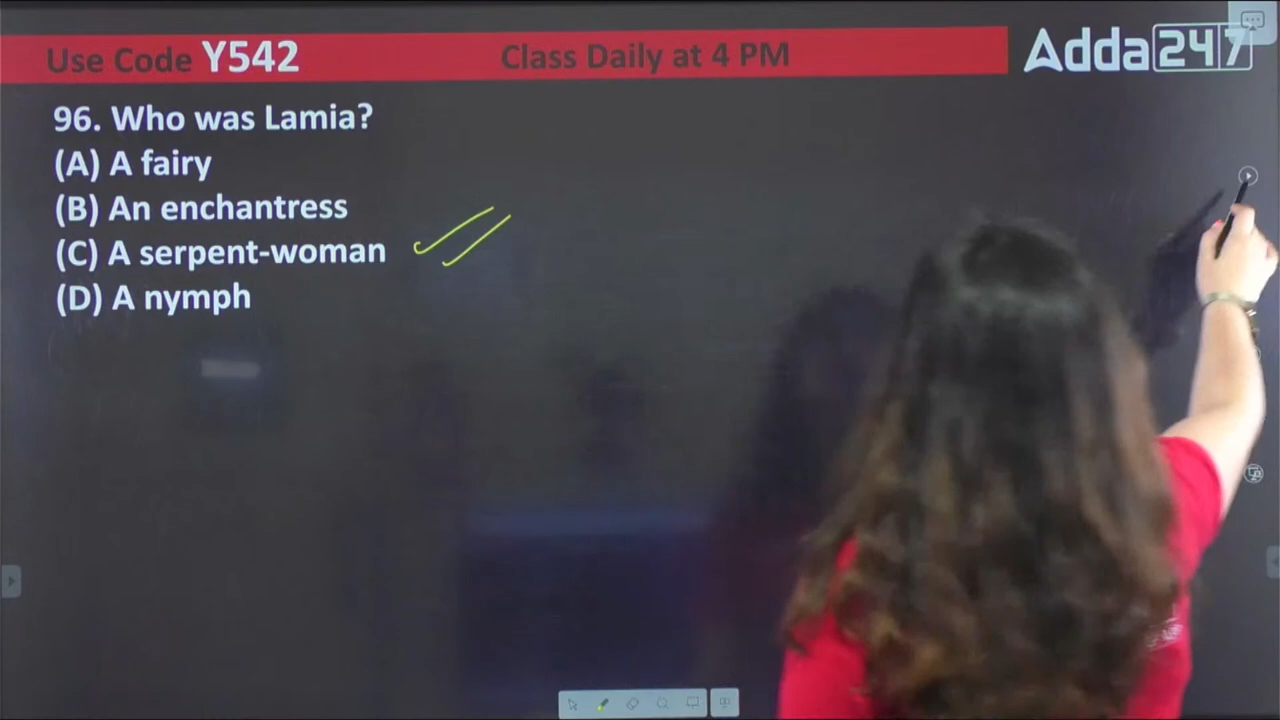 Use Code Y542 Class Daily at 4 PM Adda247
96. Who was Lamia?
(A) A fairy
(B) An enchantress
(C) A serpent-woman
(D) A nymph